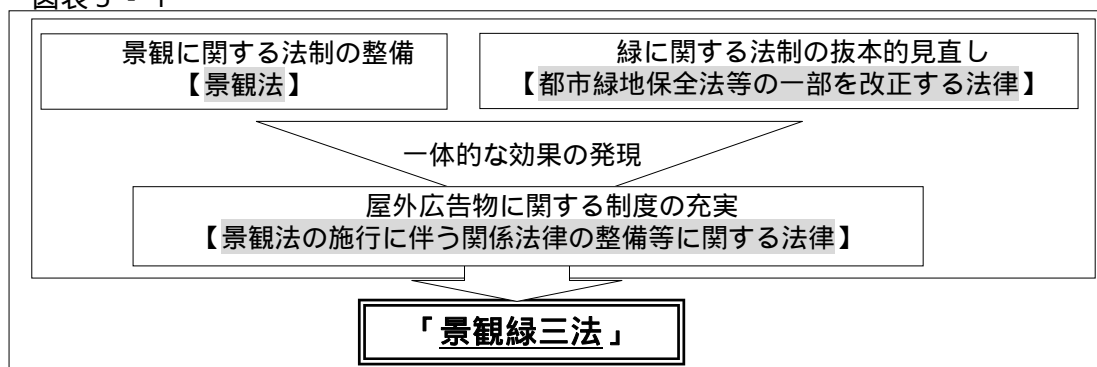 図表3-1
景観に関する法制の整備
【景観法】
緑に関する法制の抜本的見直し
【都市緑地保全法等の一部を改正する法律】
一体的な効果の発現
屋外広告物に関する制度の充実
【景観法の施行に伴う関係法律の整備等に関する法律】
「景観緑三法」